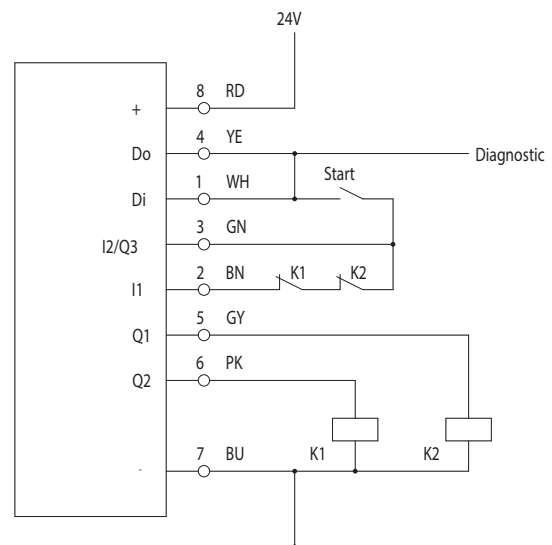 24V
+ 8 RD
Do 4 YE Diagnostic
Di 1 WH Start
I2/Q3 3 GN
I1 2 BN K1 K2
Q1 5 GY
Q2 6 PK
- 7 BU K1 K2